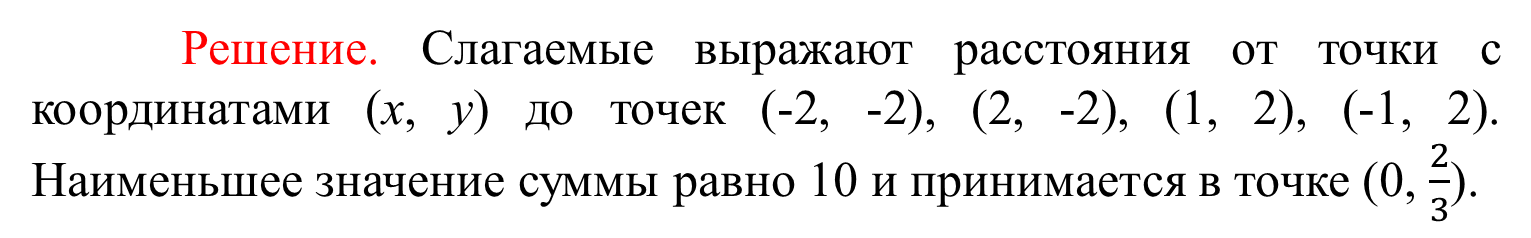 Решение. Слагаемые выражают расстояния от точки с
координатами (x, y) до точек (-2, -2), (2, -2), (1, 2), (-1, 2).
Наименьшее значение суммы равно 10 и принимается в точке (0, 2/3).